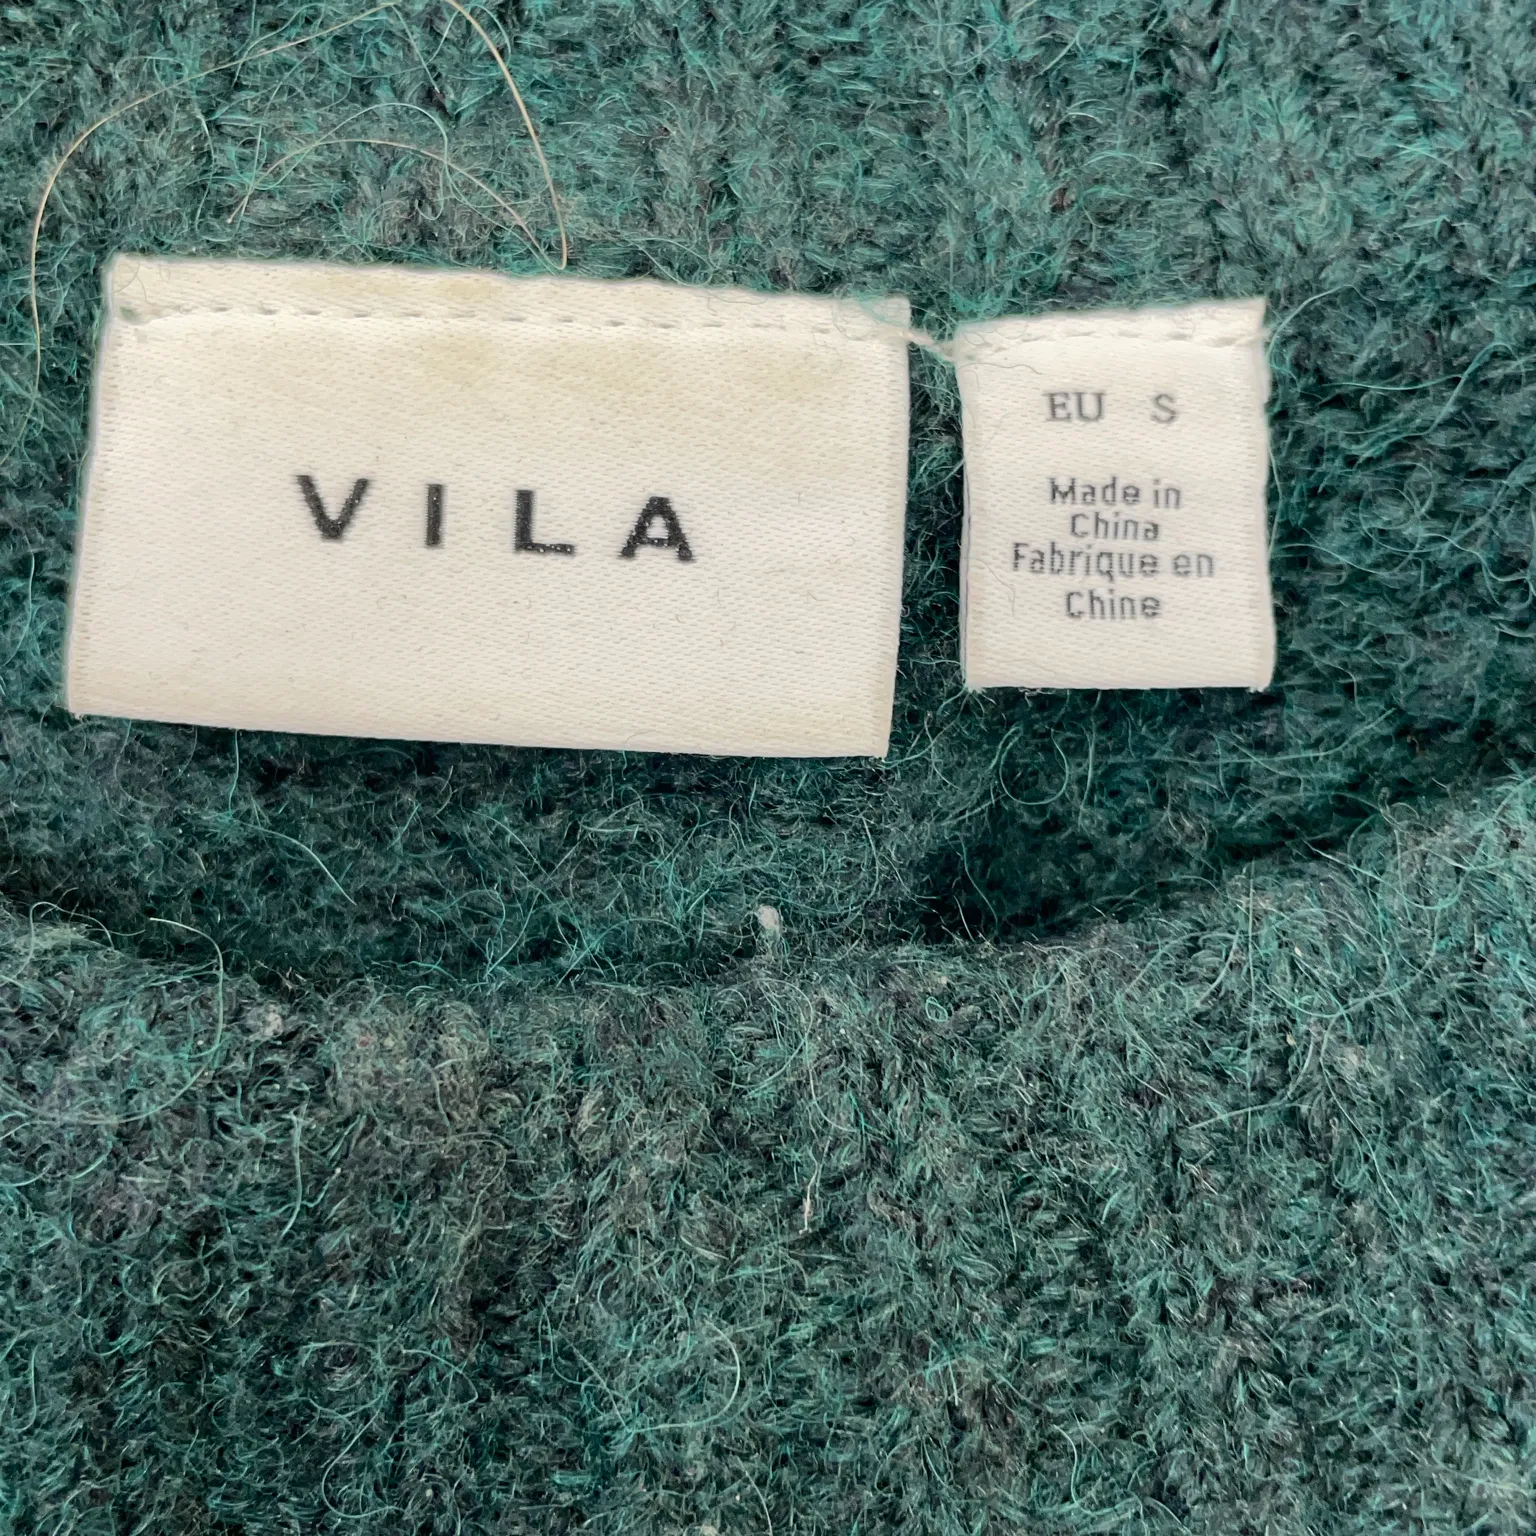 VILA
EU S
Made in
China
Fabrique en
Chine